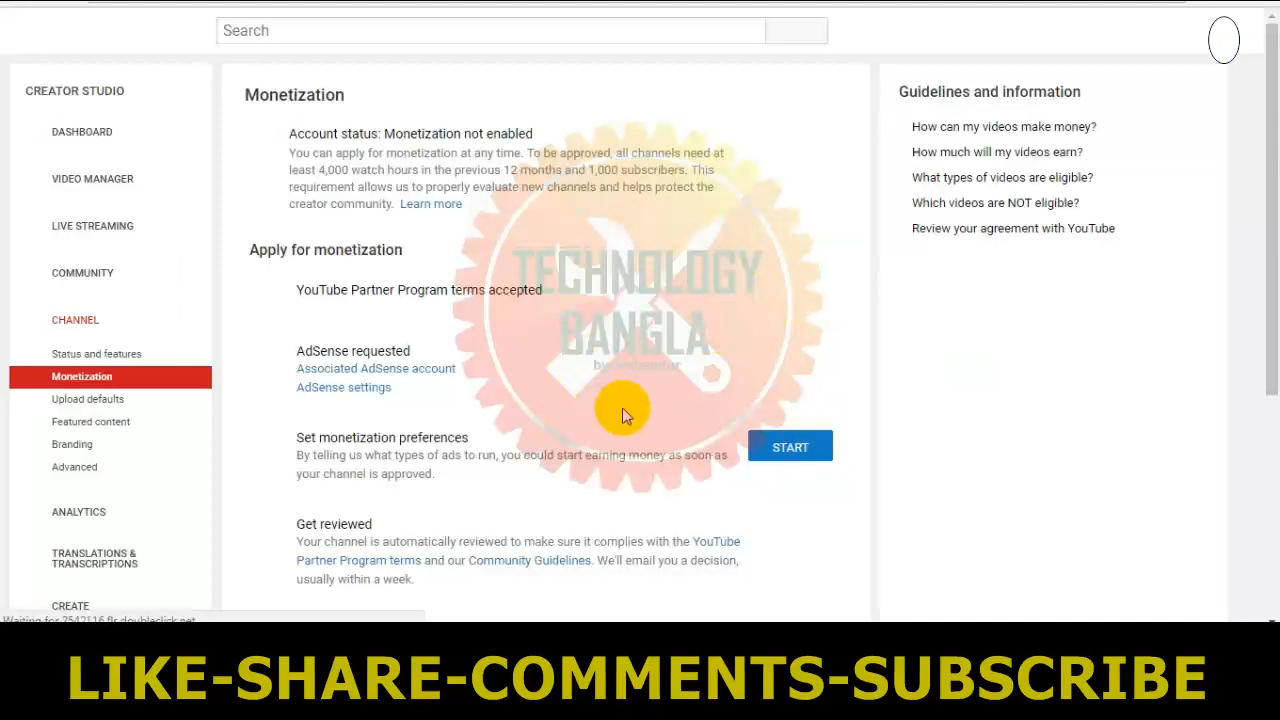 Search
CREATOR STUDIO
DASHBOARD
VIDEO MANAGER
LIVE STREAMING
COMMUNITY
CHANNEL
Status and features
Monetization
Upload defaults
Featured content
Branding
Advanced
ANALYTICS
TRANSLATIONS &
TRANSCRIPTIONS
CREATE
Monetization
Account status: Monetization not enabled
You can apply for monetization at any time. To be approved, all channels need at
least 4,000 watch hours in the previous 12 months and 1,000 subscribers. This
requirement allows us to properly evaluate new channels and helps protect the
creator community. Learn more
Apply for monetization
YouTube Partner Program terms accepted
AdSense requested
Associated AdSense account
AdSense settings
Set monetization preferences
By telling us what types of ads to run, you could start earning money as soon as
your channel is approved.
START
Get reviewed
Your channel is automatically reviewed to make sure it complies with the YouTube
Partner Program terms and our Community Guidelines. We'll email you a decision,
usually within a week.
TECHNOLOGY
BANGLA
Guidelines and information
How can my videos make money?
How much will my videos earn?
What types of videos are eligible?
Which videos are NOT eligible?
Review your agreement with YouTube
LIKE-SHARE-COMMENTS-SUBSCRIBE